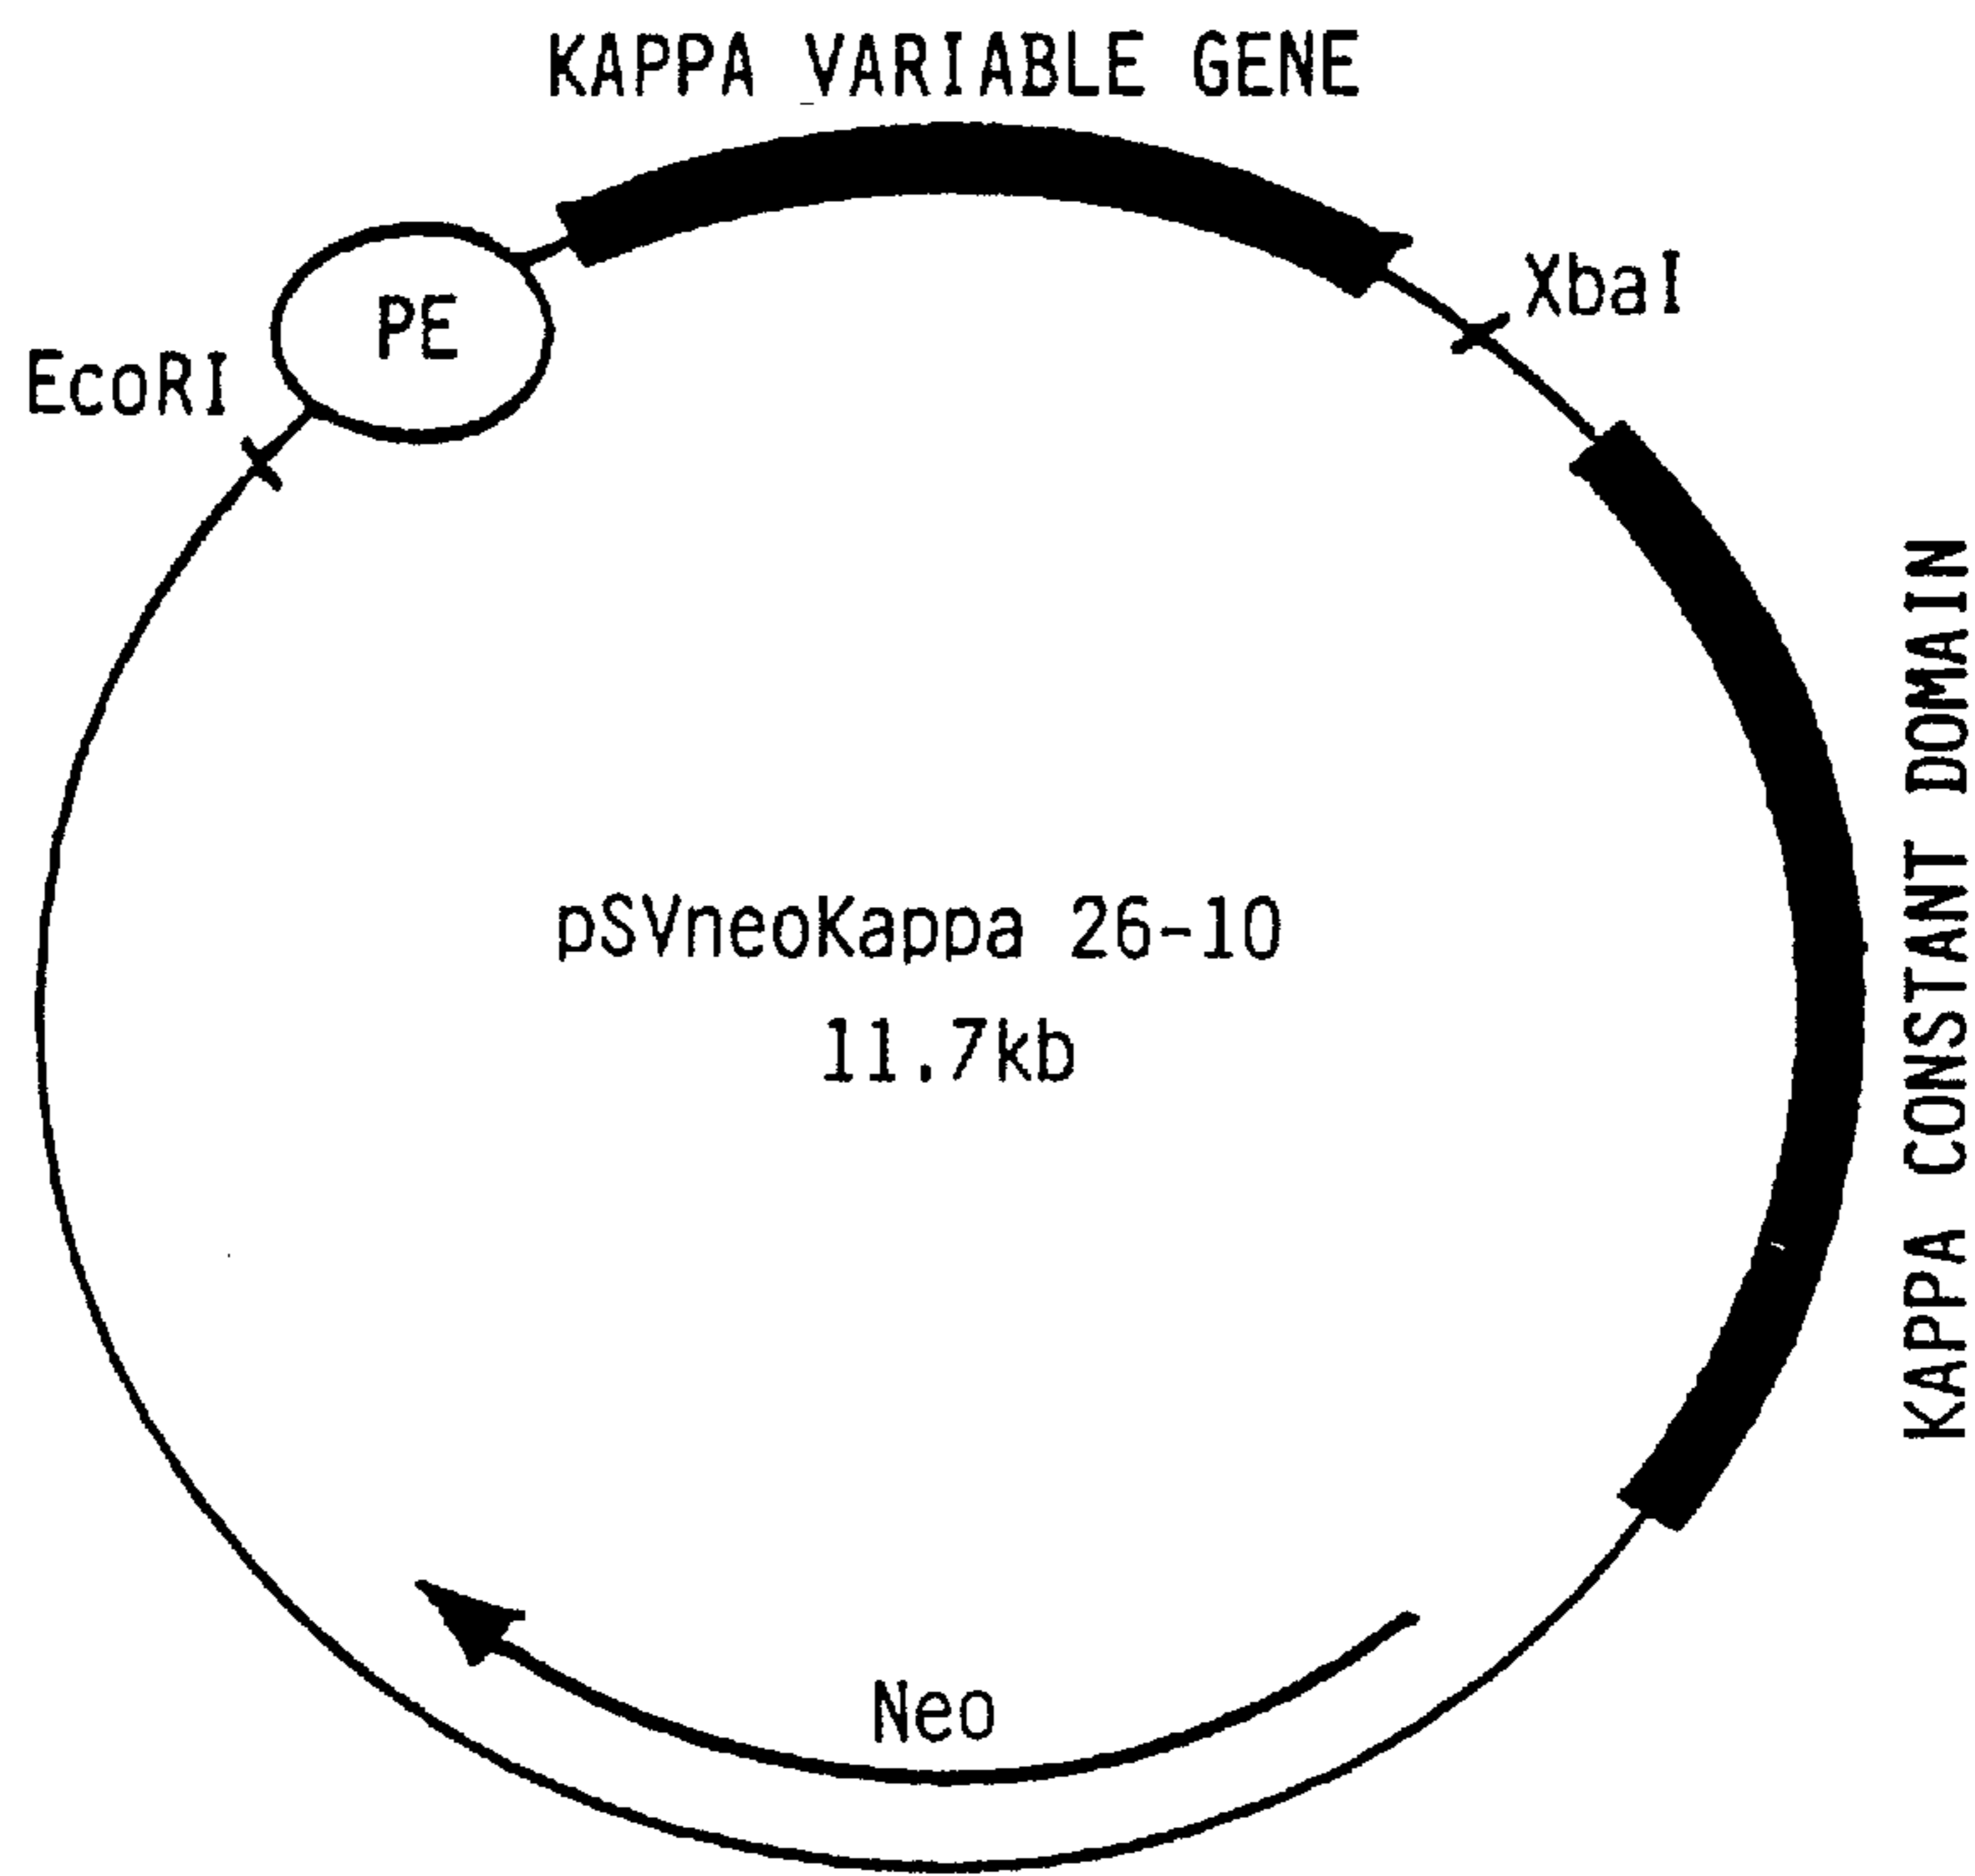 KAPPA VARIABLE GENE
XbaI
PE
EcoRI
KAPPA CONSTANT DOMAIN
pSVneoKappa 26-10
11.7kb
Neo